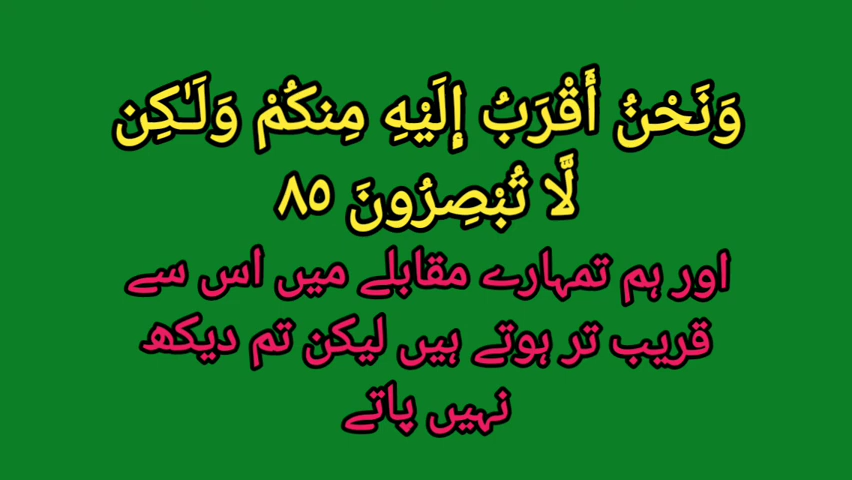 وَنَحْنُ أَقْرَبُ إِلَيْهِ مِنكُمْ وَلَـٰكِن
لَّا تُبْصِرُونَ ٨٥
اور ہم تمہارے مقابلے میں اس سے
قریب تر ہوتے ہیں لیکن تم دیکھ
نہیں پاتے